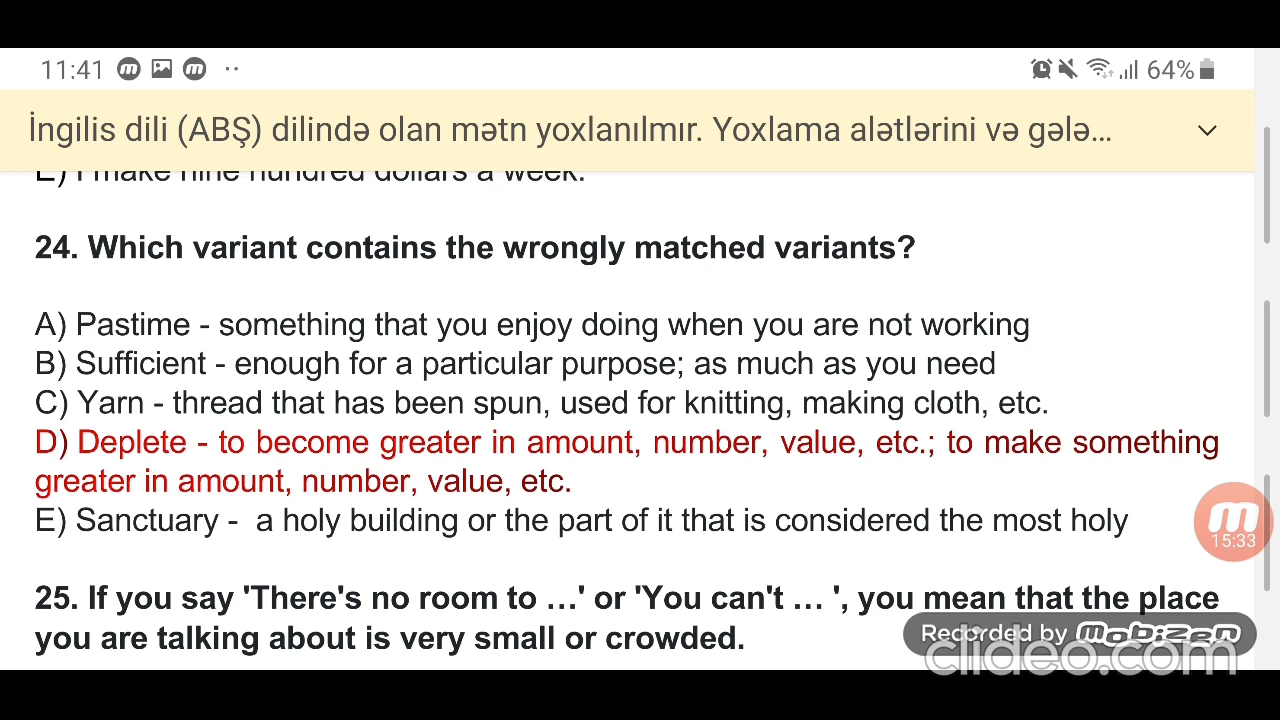 11:41 64%
İngilis dili (ABŞ) dilində olan mətn yoxlanılmır. Yoxlama alətlərini və gələ...
E) I make nine hundred dollars a week.
24. Which variant contains the wrongly matched variants?
A) Pastime - something that you enjoy doing when you are not working
B) Sufficient - enough for a particular purpose; as much as you need
C) Yarn - thread that has been spun, used for knitting, making cloth, etc.
D) Deplete - to become greater in amount, number, value, etc.; to make something
greater in amount, number, value, etc.
E) Sanctuary - a holy building or the part of it that is considered the most holy
15:33
25. If you say 'There's no room to ...' or 'You can't ... ', you mean that the place
you are talking about is very small or crowded.
Recorded by Mobizen
clideo.com